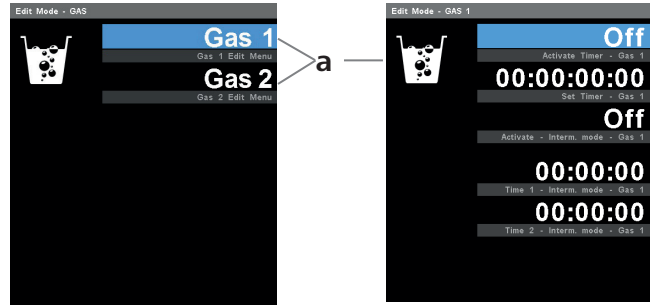 Edit Mode - GAS
Gas 1
Gas 1 Edit Menu
Gas 2
Gas 2 Edit Menu
a
Edit Mode - GAS 1
Off
Activate Timer - Gas 1
00:00:00:00
Set Timer - Gas 1
Off
Activate - Interm. mode - Gas 1
00:00:00
Time 1 - Interm. mode - Gas 1
00:00:00
Time 2 - Interm. mode - Gas 1